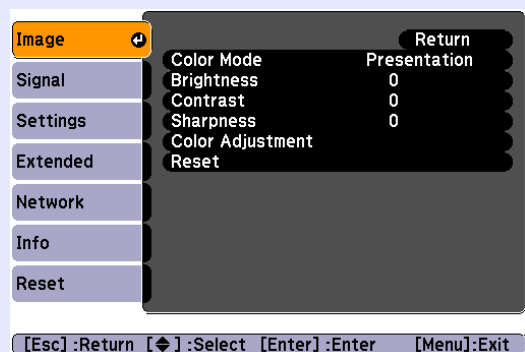 Image
Signal
Settings
Extended
Network
Info
Reset
Return
Color Mode Presentation
Brightness 0
Contrast 0
Sharpness 0
Color Adjustment
Reset
[Esc] :Return [◆] :Select [Enter] :Enter [Menu]:Exit